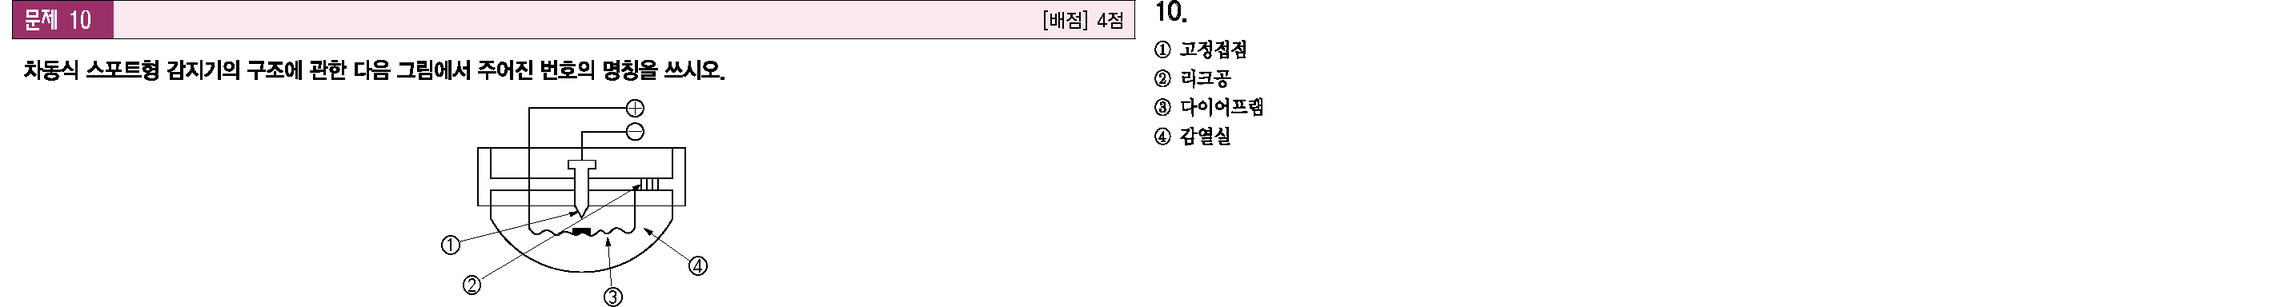 문제 10 [배점] 4점
차동식 스포트형 감지기의 구조에 관한 다음 그림에서 주어진 번호의 명칭을 쓰시오.
⊕
⊖
①
②
③
④
10.
① 고정접점
② 리크공
③ 다이어프램
④ 감열실